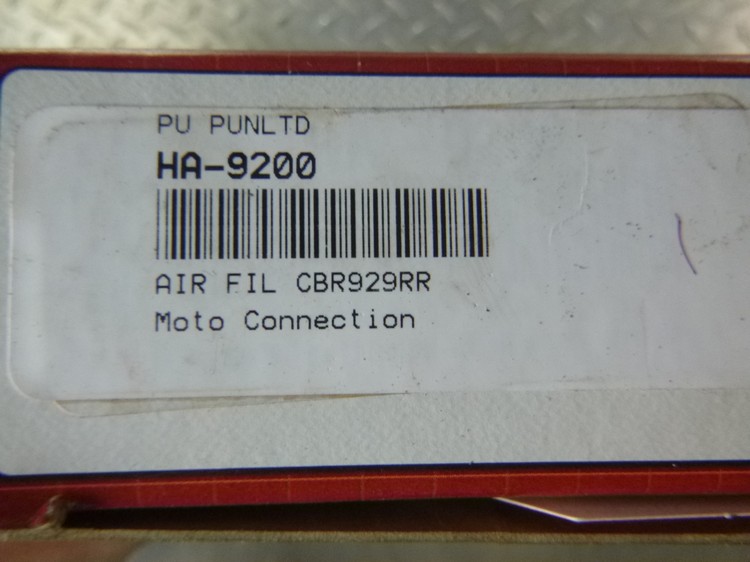 PU PUNLTD
HA-9200
AIR FIL CBR929RR
Moto Connection